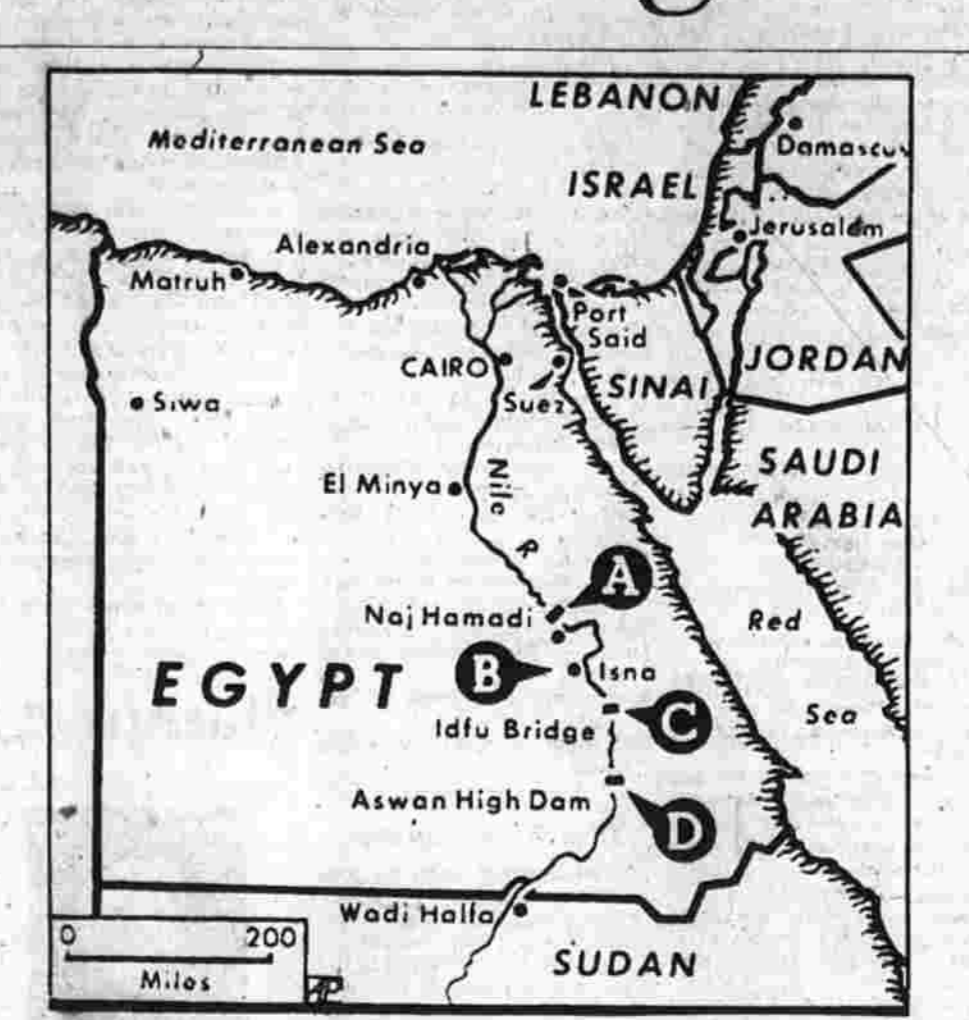 LEBANON
Mediterranean Sea
Damascus
ISRAEL
Jerusalem
Alexandria
Matruh
Port
Said
CAIRO
JORDAN
Siwa
Suez
SINAI
El Minya
Nile
R
SAUDI
ARABIA
A
Naj Hamadi
Red
EGYPT
B
Isna
Sea
C
Idfu Bridge
Aswan High Dam
D
Wadi Halfa
0 200
Miles
SUDAN
AP